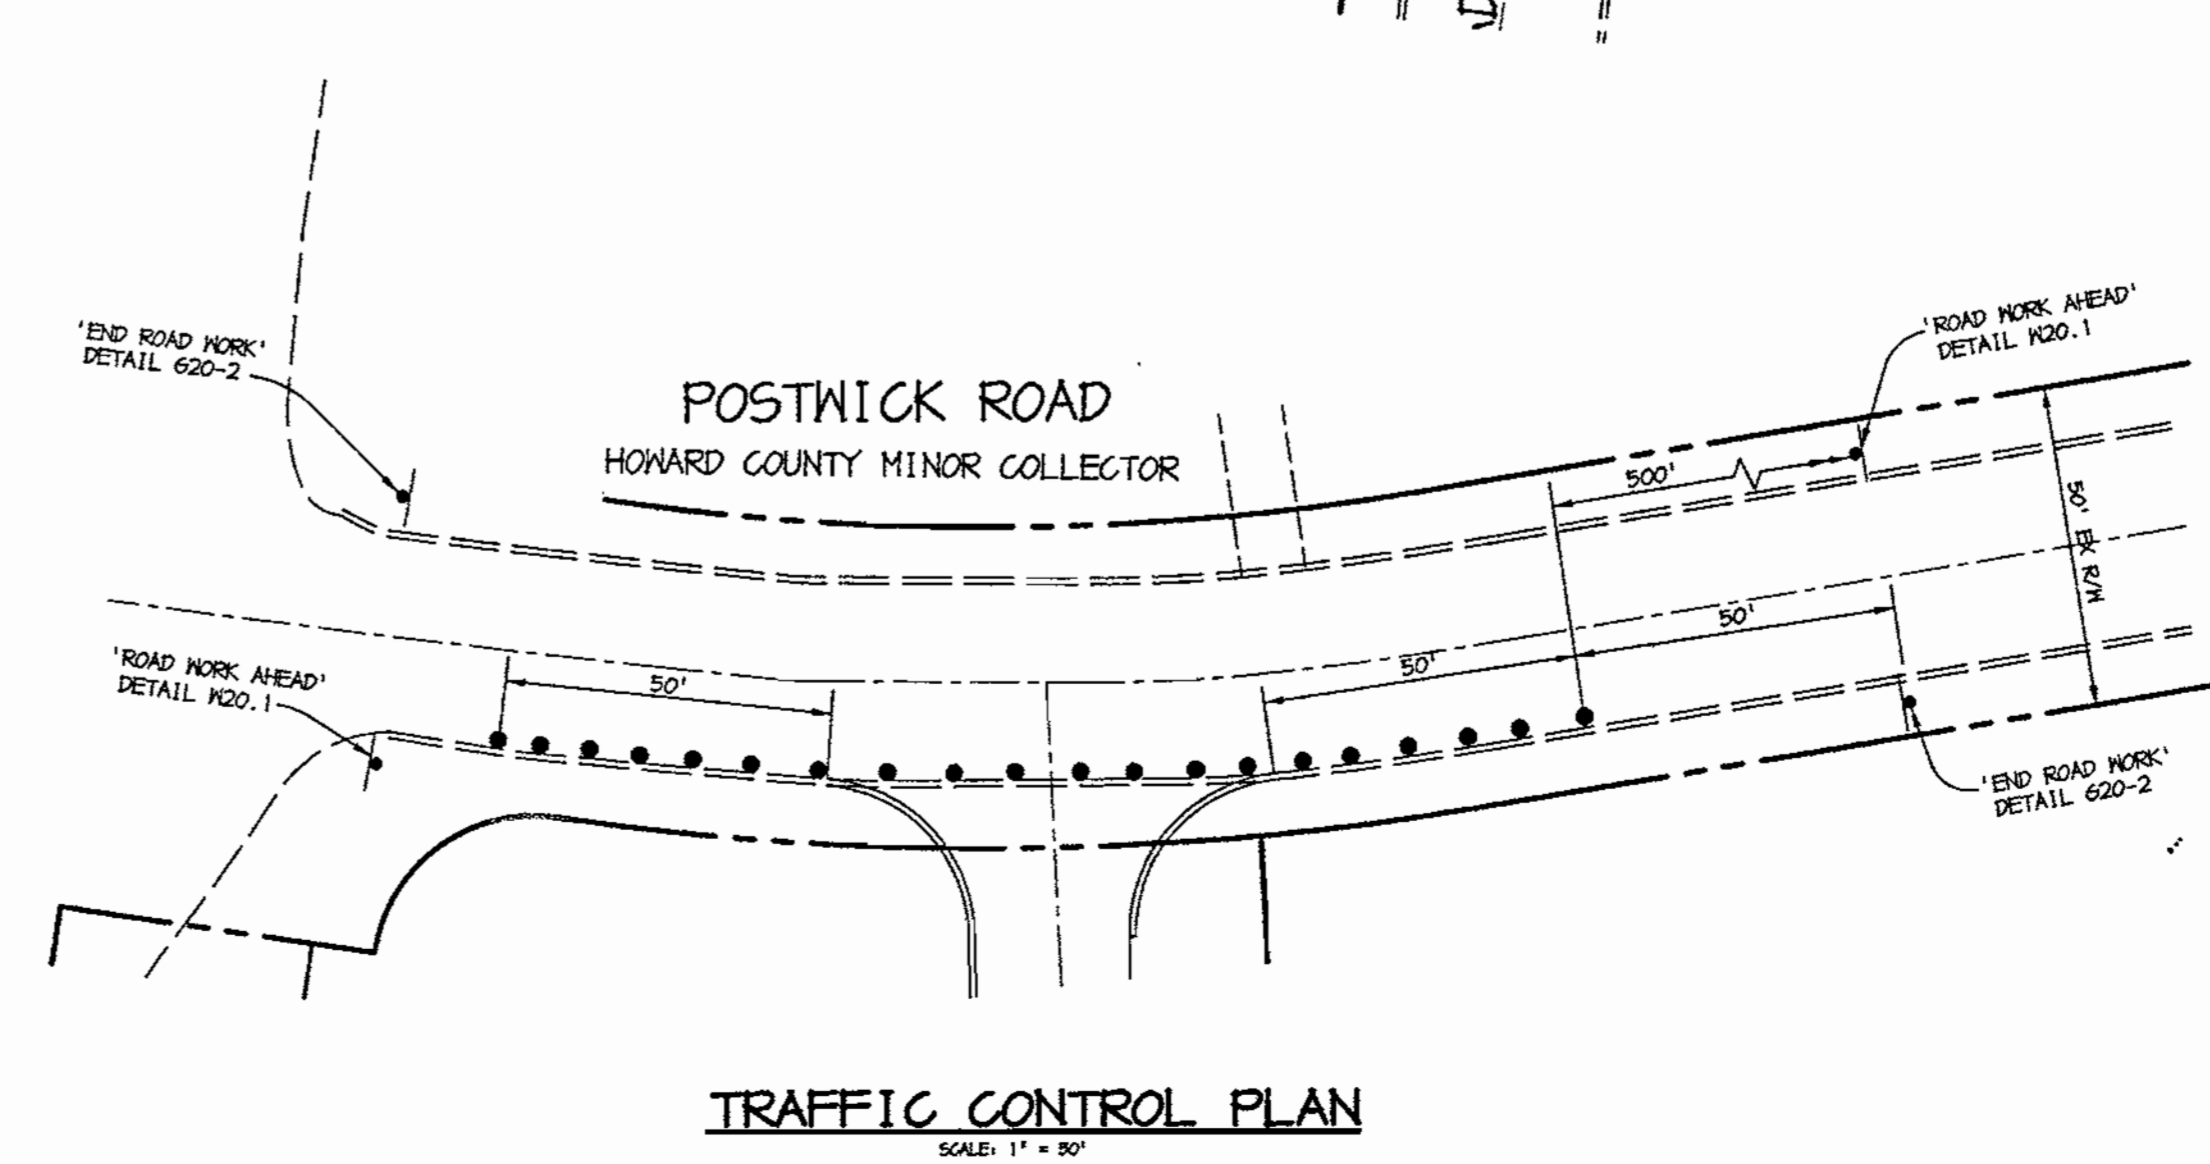 'END ROAD WORK'
DETAIL G20-2
POSTWICK ROAD
HOWARD COUNTY MINOR COLLECTOR
'ROAD WORK AHEAD'
DETAIL W20.1
500'
50' EX R/W
'ROAD WORK AHEAD'
DETAIL W20.1
50'
50'
50'
'END ROAD WORK'
DETAIL G20-2
TRAFFIC CONTROL PLAN
SCALE: 1" = 50'